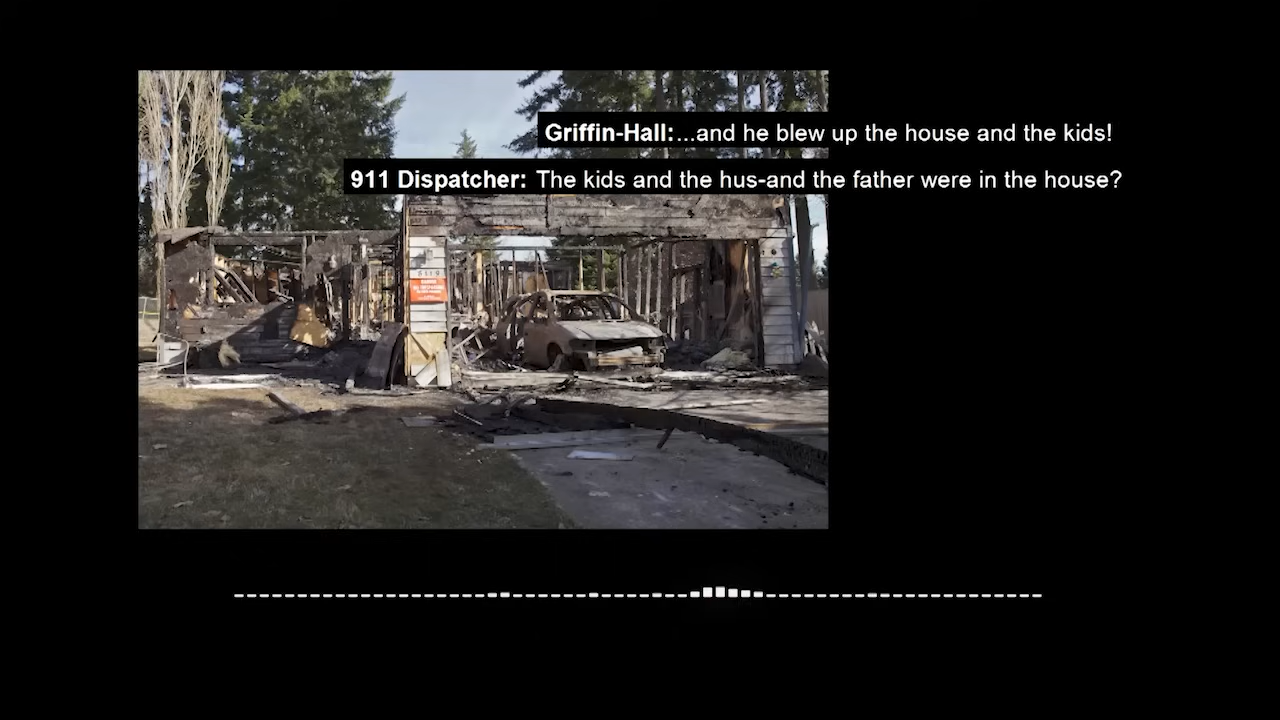 Griffin-Hall:...and he blew up the house and the kids!
911 Dispatcher: The kids and the hus-and the father were in the house?